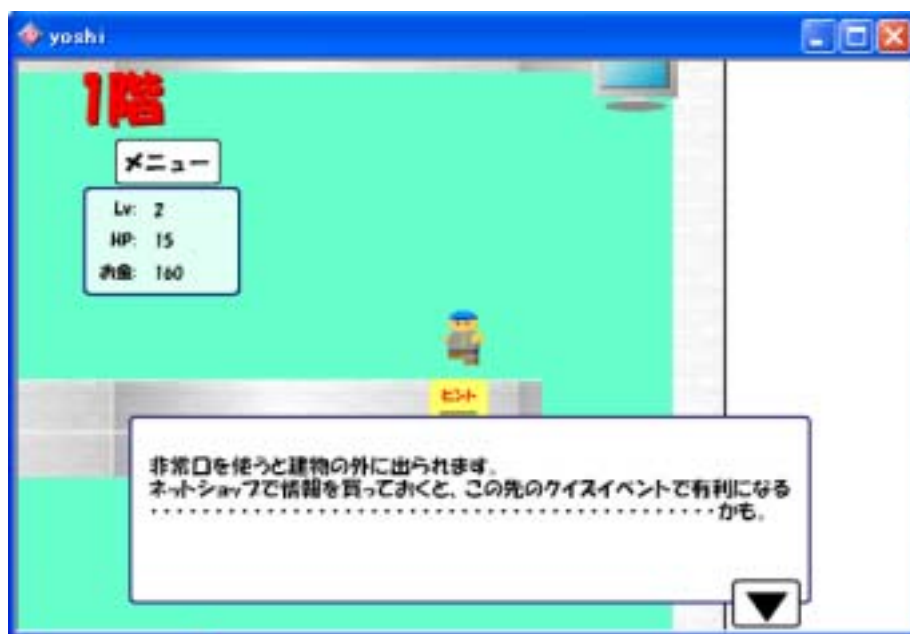 yoshi
1階
メニュー
Lv: 2
HP: 15
お金: 160
ヒント
非常口を使うと建物の外に出られます。
ネットショップで情報を買っておくと、この先のクイズイベントで有利になる
・・・・・・・・・・・・・・・・・・・・・・・・・・・・・・・・・・・・・・・・・・・・かも。